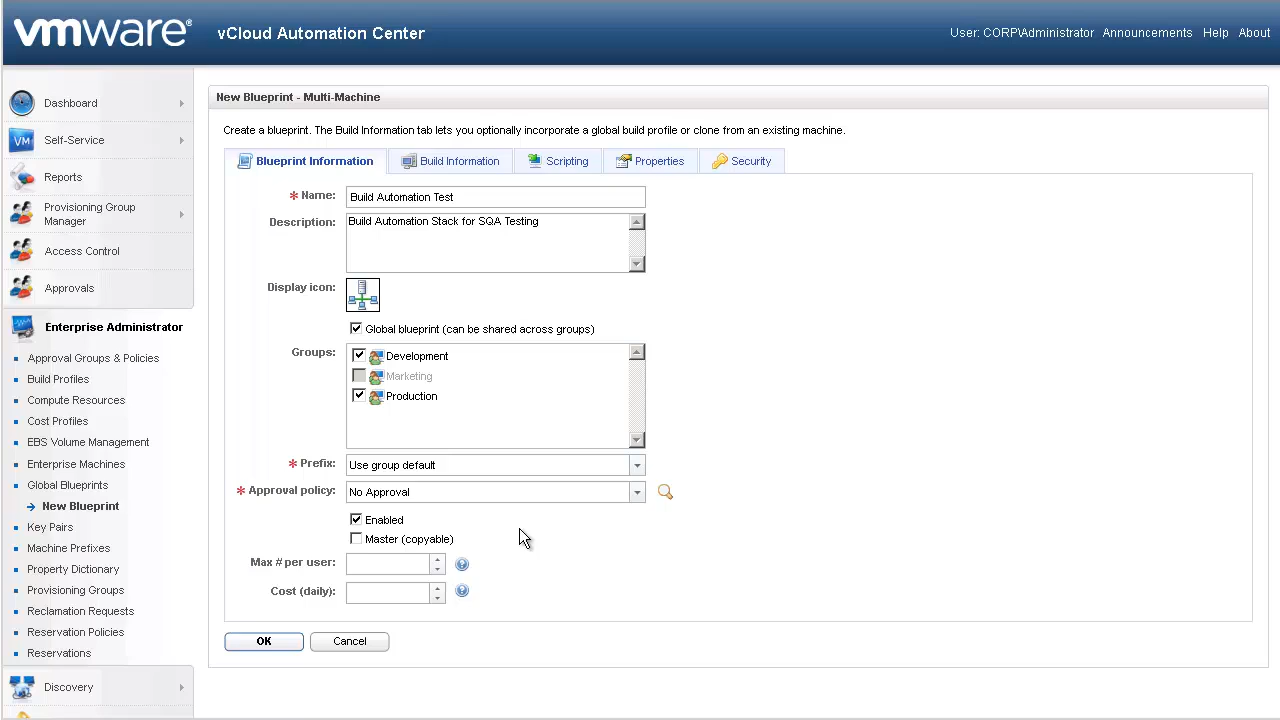 vmware® vCloud Automation Center
User: CORP\Administrator Announcements Help About
Dashboard
Self-Service
Reports
Provisioning Group
Manager
Access Control
Approvals
Enterprise Administrator
Approval Groups & Policies
Build Profiles
Compute Resources
Cost Profiles
EBS Volume Management
Enterprise Machines
Global Blueprints
New Blueprint
Key Pairs
Machine Prefixes
Property Dictionary
Provisioning Groups
Reclamation Requests
Reservation Policies
Reservations
Discovery
New Blueprint - Multi-Machine
Create a blueprint. The Build Information tab lets you optionally incorporate a global build profile or clone from an existing machine.
Blueprint Information Build Information Scripting Properties Security
* Name: Build Automation Test
Description: Build Automation Stack for SQA Testing
Display icon:
Global blueprint (can be shared across groups)
Groups: Development
Marketing
Production
* Prefix: Use group default
* Approval policy: No Approval
Enabled
Master (copyable)
Max # per user:
Cost (daily):
OK Cancel